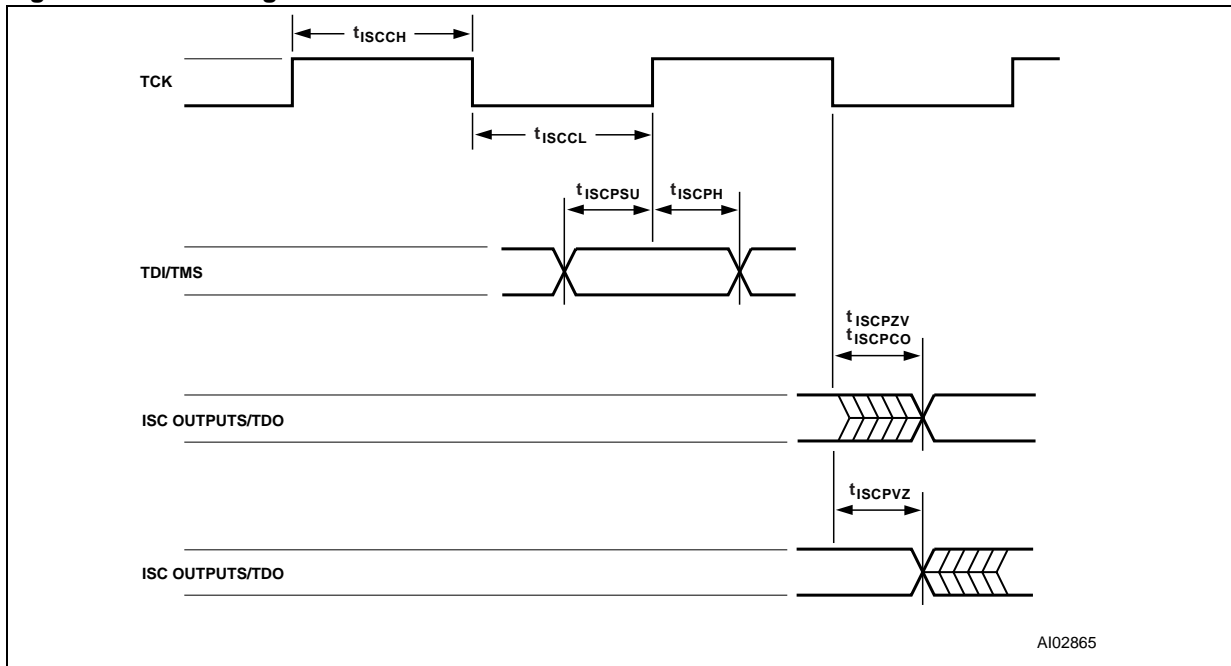 tISCCH
TCK
tISCCL
tISCPSU
tISCPH
TDI/TMS
tISCPZV
tISCPCO
ISC OUTPUTS/TDO
tISCPVZ
ISC OUTPUTS/TDO
AI02865